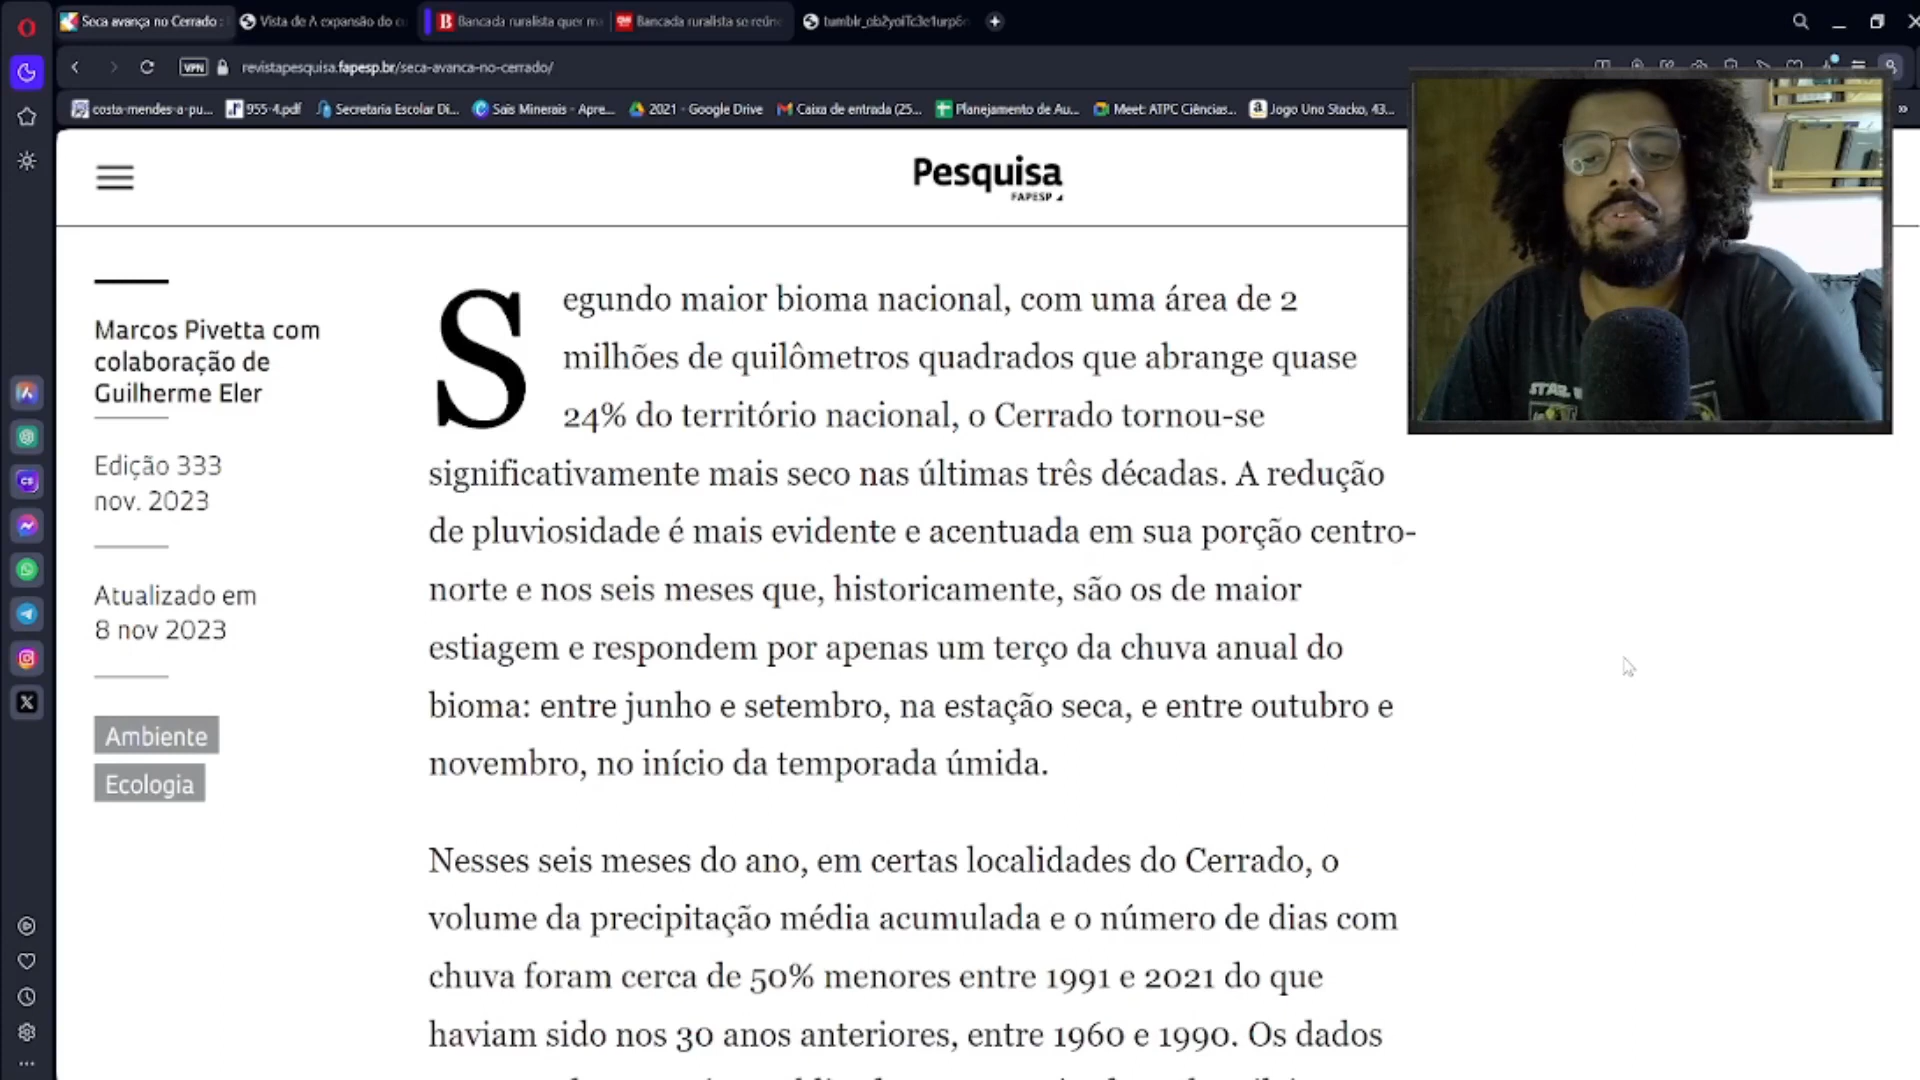 Seca avança no Cerrado :
Vista de A expansão do c
Bancada ruralista quer m
Bancada ruralista se reúne
tumblr_ob2yoiTc3e1urp6
VPN
revistapesquisa.fapesp.br/seca-avanca-no-cerrado/
costa-mendes-a-pu...
955-4.pdf
Secretaria Escolar Di...
Sais Minerais - Apre...
2021 - Google Drive
Caixa de entrada (25...
Planejamento de Au...
Meet: ATPC Ciências...
Jogo Uno Stacko, 43...
Pesquisa
FAPESP
Marcos Pivetta com
colaboração de
Guilherme Eler
Edição 333
nov. 2023
Atualizado em
8 nov 2023
Ambiente
Ecologia
Segundo maior bioma nacional, com uma área de 2
milhões de quilômetros quadrados que abrange quase
24% do território nacional, o Cerrado tornou-se
significativamente mais seco nas últimas três décadas. A redução
de pluviosidade é mais evidente e acentuada em sua porção centro-
norte e nos seis meses que, historicamente, são os de maior
estiagem e respondem por apenas um terço da chuva anual do
bioma: entre junho e setembro, na estação seca, e entre outubro e
novembro, no início da temporada úmida.
Nesses seis meses do ano, em certas localidades do Cerrado, o
volume da precipitação média acumulada e o número de dias com
chuva foram cerca de 50% menores entre 1991 e 2021 do que
haviam sido nos 30 anos anteriores, entre 1960 e 1990. Os dados
STAR